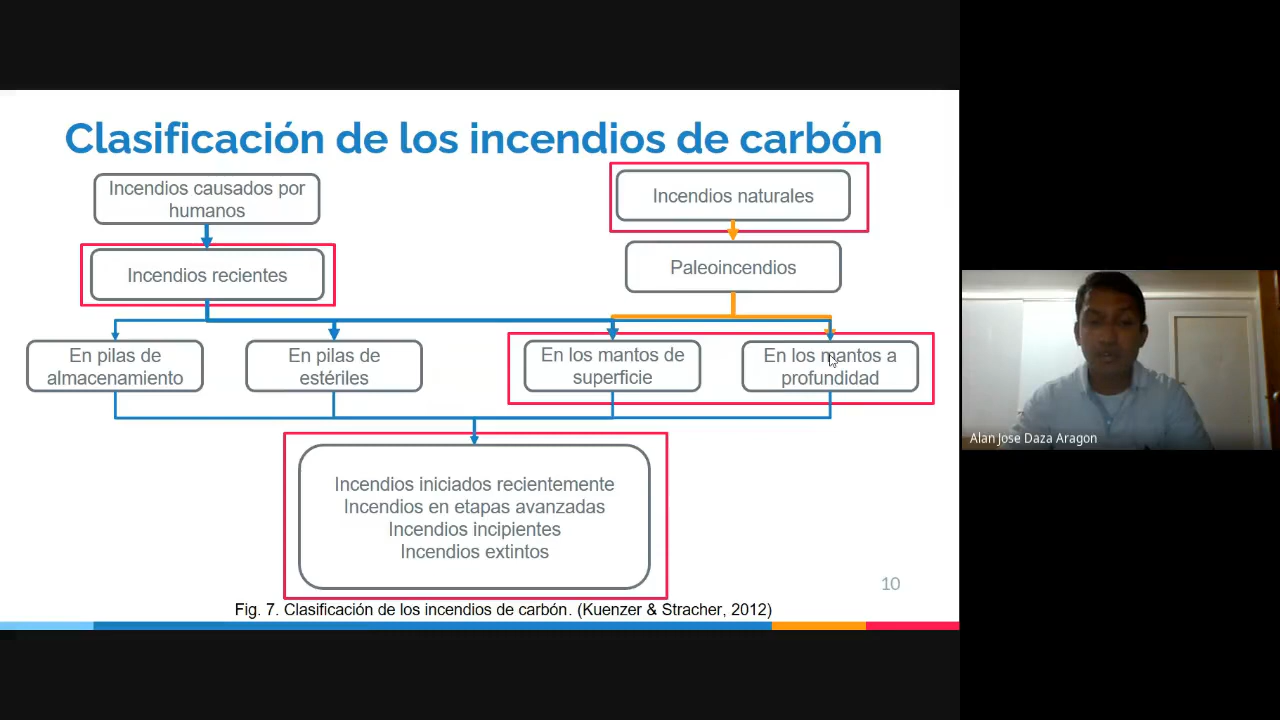 Clasificación de los incendios de carbón
Incendios causados por
humanos
Incendios naturales
Incendios recientes
Paleoincendios
En pilas de
almacenamiento
En pilas de
estériles
En los mantos de
superficie
En los mantos a
profundidad
Incendios iniciados recientemente
Incendios en etapas avanzadas
Incendios incipientes
Incendios extintos
10
Fig. 7. Clasificación de los incendios de carbón. (Kuenzer & Stracher, 2012)
Alan Jose Daza Aragon